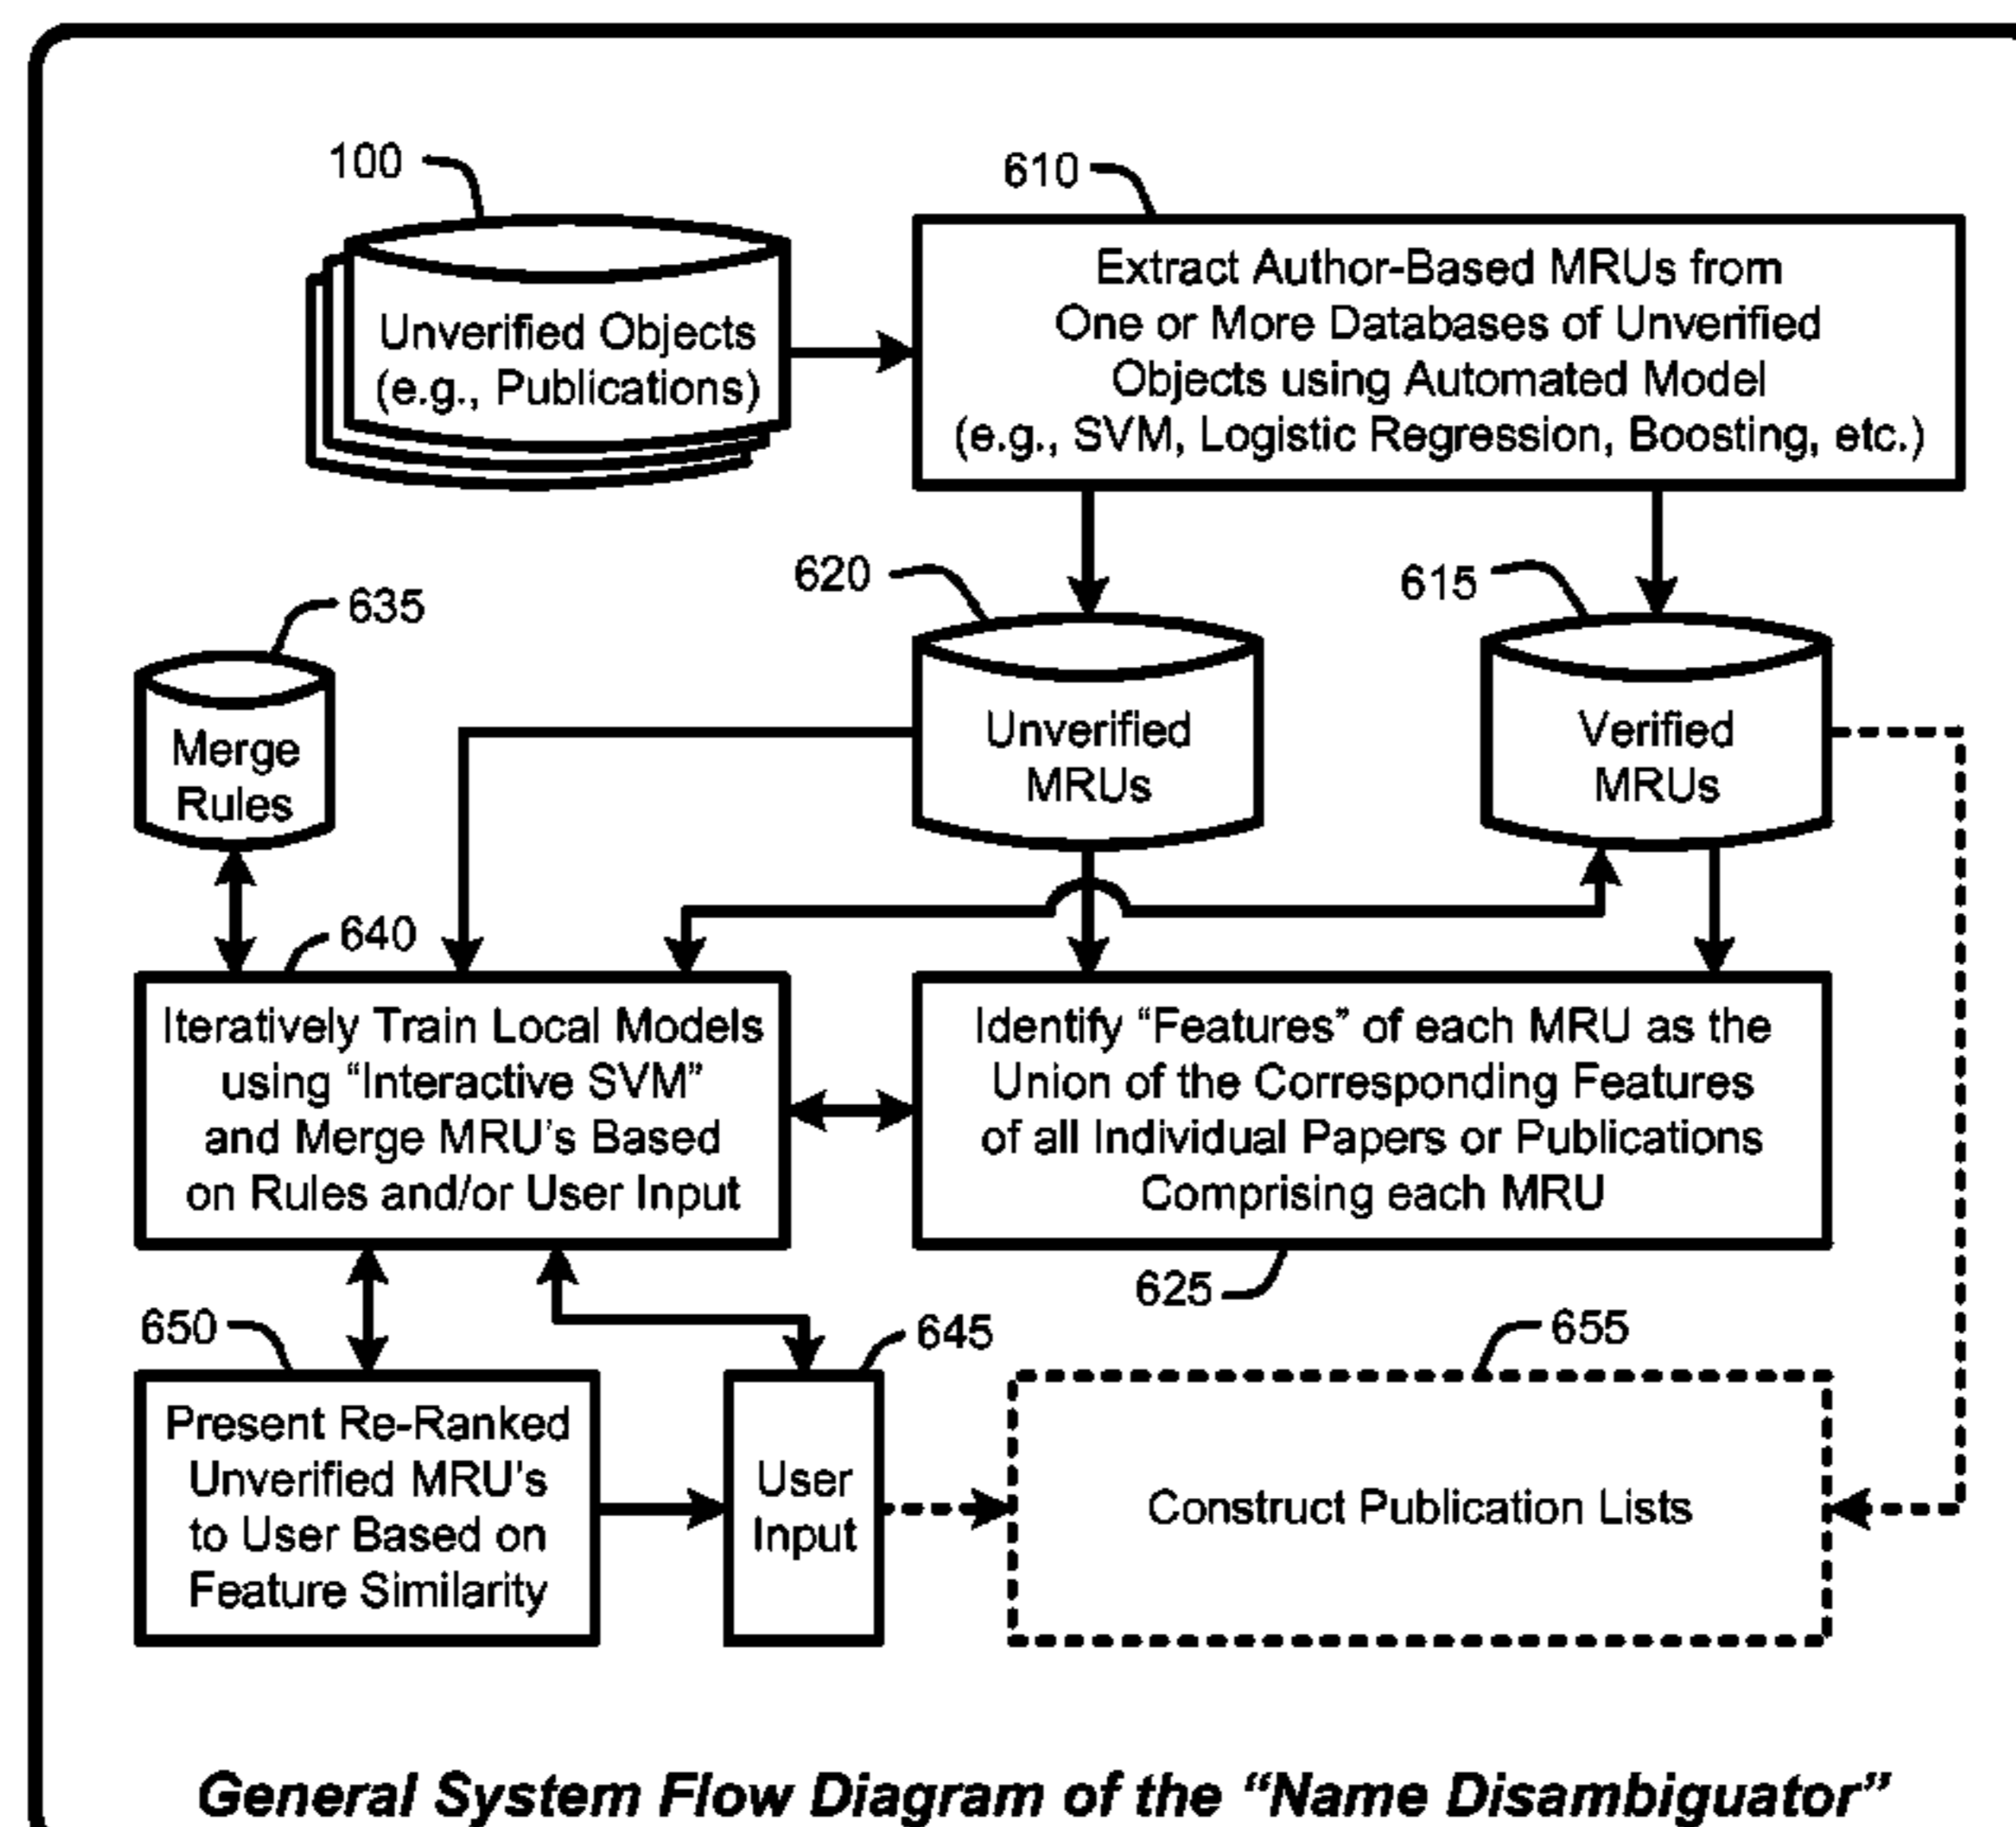 100
Unverified Objects
(e.g., Publications)
610
Extract Author-Based MRUs from
One or More Databases of Unverified
Objects using Automated Model
(e.g., SVM, Logistic Regression, Boosting, etc.)
635
Merge
Rules
620
Unverified
MRUs
615
Verified
MRUs
640
Iteratively Train Local Models
using “Interactive SVM”
and Merge MRU’s Based
on Rules and/or User Input
Identify “Features” of each MRU as the
Union of the Corresponding Features
of all Individual Papers or Publications
Comprising each MRU
625
650
Present Re-Ranked
Unverified MRU’s
to User Based on
Feature Similarity
645
User
Input
655
Construct Publication Lists
General System Flow Diagram of the “Name Disambiguator”